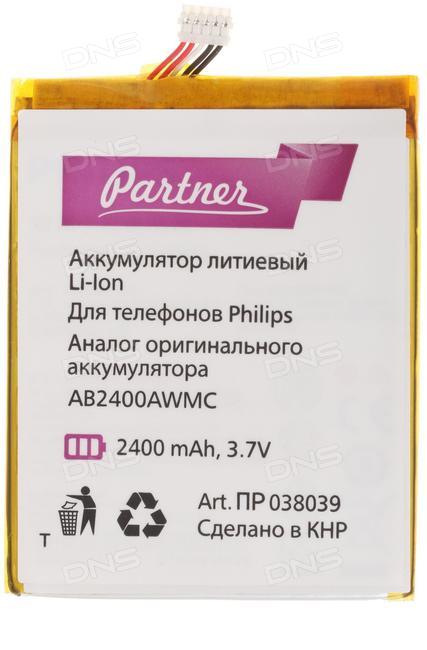 Partner
Аккумулятор литиевый
Li-Ion
Для телефонов Philips
Аналог оригинального
аккумулятора
AB2400AWMC
2400 mAh, 3.7V
Art. ПР 038039
Сделано в КНР
T
DNS